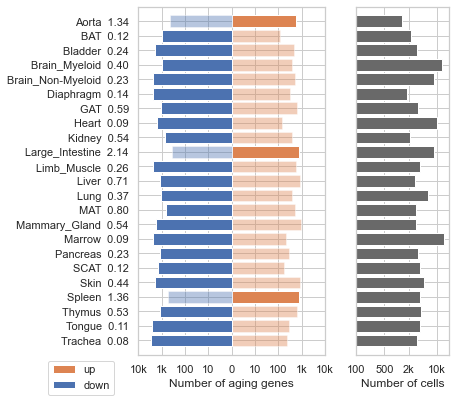 Aorta 1.34
BAT 0.12
Bladder 0.24
Brain_Myeloid 0.40
Brain_Non-Myeloid 0.23
Diaphragm 0.14
GAT 0.59
Heart 0.09
Kidney 0.54
Large_Intestine 2.14
Limb_Muscle 0.26
Liver 0.71
Lung 0.37
MAT 0.80
Mammary_Gland 0.54
Marrow 0.09
Pancreas 0.23
SCAT 0.12
Skin 0.44
Spleen 1.36
Thymus 0.53
Tongue 0.11
Trachea 0.08
10k 1k 100 10 0 10 100 1k 10k 100 500 2k 10k
Number of aging genes Number of cells
up
down